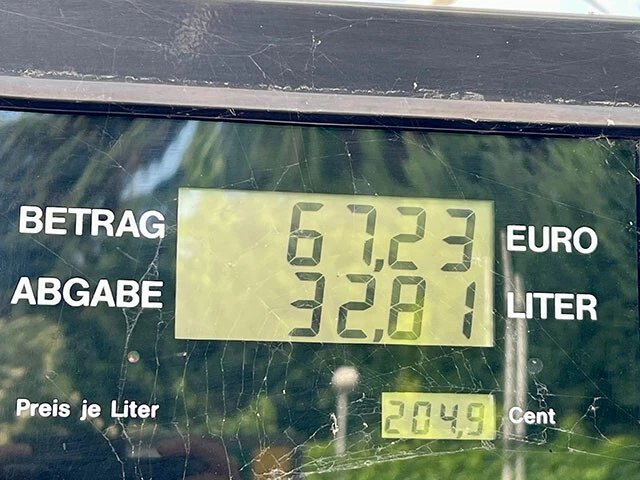 BETRAG 67,23 EURO
ABGABE 32,81 LITER
Preis je Liter 204,9 Cent